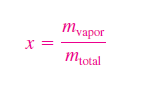 x = m_vapor / m_total